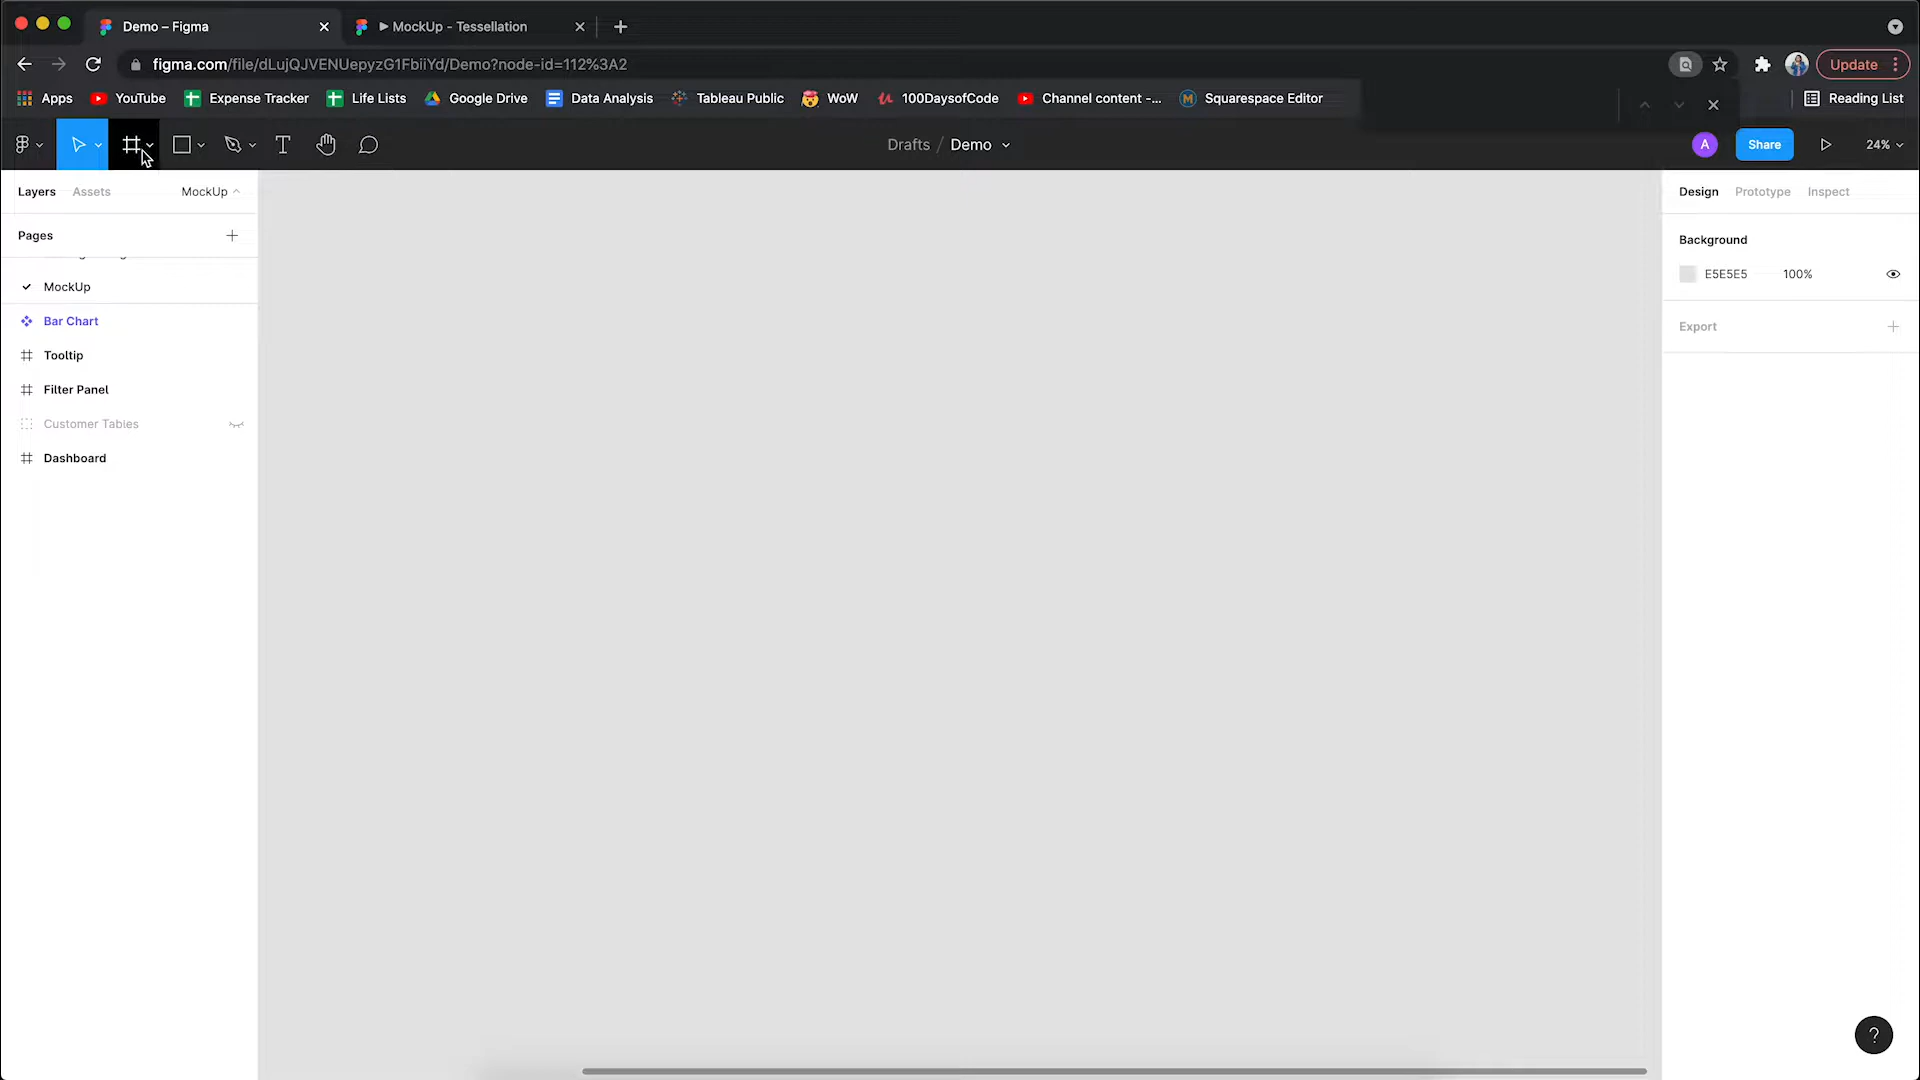 Demo – Figma
MockUp - Tessellation
figma.com/file/dLujQJVENUepyzG1FbiiYd/Demo?node-id=112%3A2
Update
Apps
YouTube
Expense Tracker
Life Lists
Google Drive
Data Analysis
Tableau Public
WoW
100DaysofCode
Channel content -...
Squarespace Editor
Reading List
Drafts / Demo
A
Share
24%
Layers
Assets
MockUp
Design
Prototype
Inspect
Pages
Background
MockUp
E5E5E5
100%
Bar Chart
Export
Tooltip
Filter Panel
Customer Tables
Dashboard
?